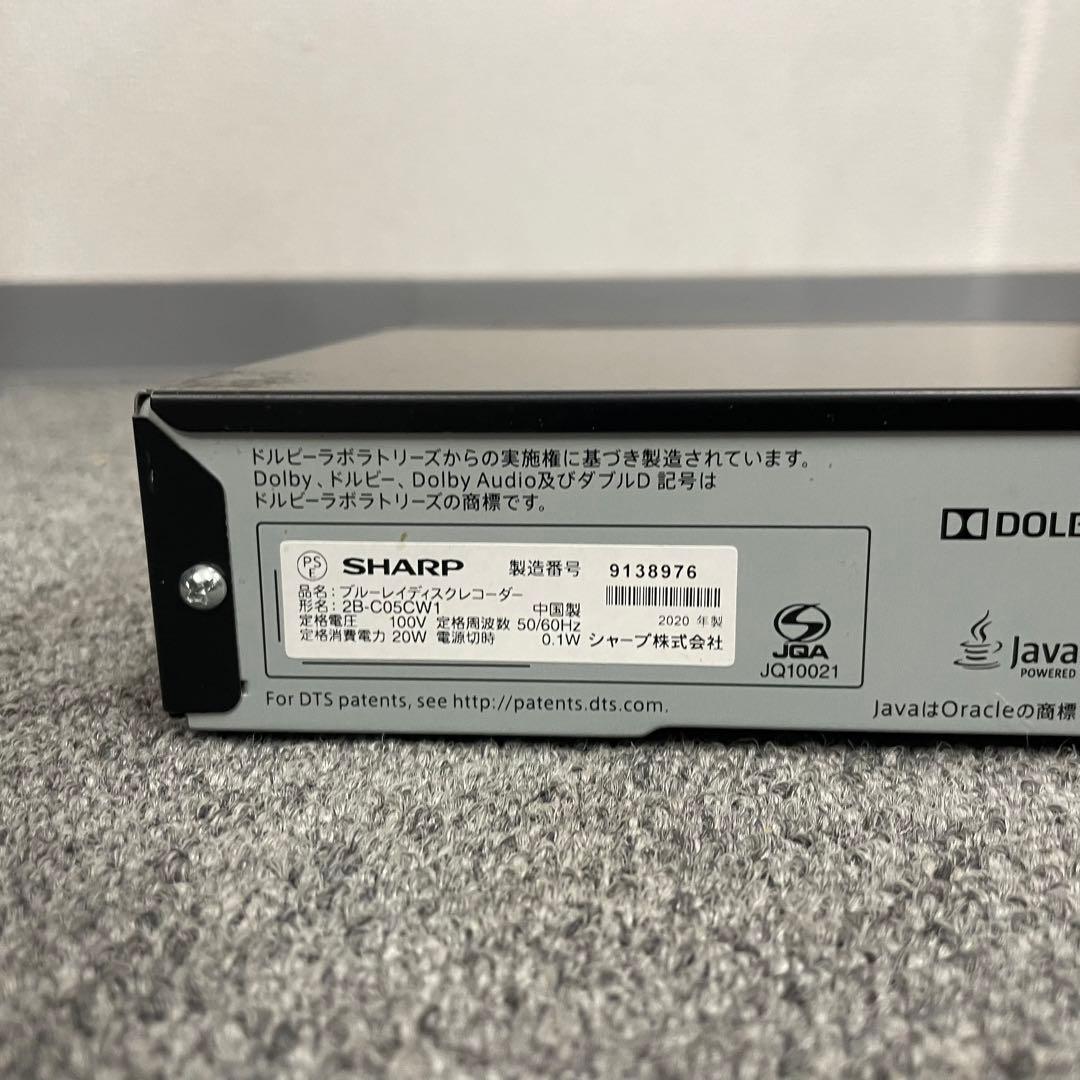 ドルビーラボラトリーズからの実施権に基づき製造されています。
Dolby、ドルビー、Dolby Audio及びダブルD 記号は
ドルビーラボラトリーズの商標です。
PS E SHARP 製造番号 9138976
品名：ブルーレイディスクレコーダー
形名：2B-C05CW1 中国製
定格電圧 100V 定格周波数 50/60Hz 2020 年製
定格消費電力 20W 電源切時 0.1W シャープ株式会社
JQA
JQ10021
For DTS patents, see http://patents.dts.com.
DOLB
Java
POWERED
JavaはOracleの商標